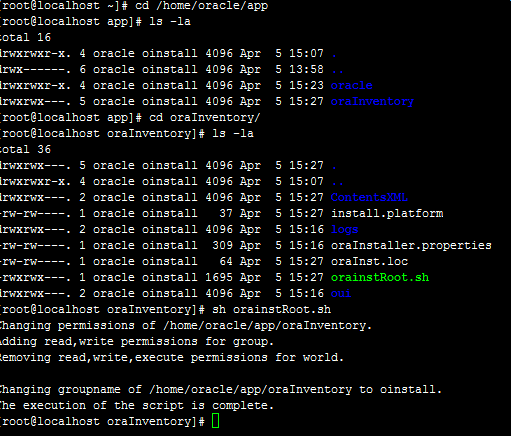 [root@localhost ~]# cd /home/oracle/app
[root@localhost app]# ls -la
total 16
drwxrwxr-x. 4 oracle oinstall 4096 Apr  5 15:07 .
drwx------. 6 oracle oinstall 4096 Apr  5 13:58 ..
drwxrwxr-x. 4 oracle oinstall 4096 Apr  5 15:23 oracle
drwxrwx---. 5 oracle oinstall 4096 Apr  5 15:27 oraInventory
[root@localhost app]# cd oraInventory/
[root@localhost oraInventory]# ls -la
total 36
drwxrwx---. 5 oracle oinstall 4096 Apr  5 15:27 .
drwxrwxr-x. 4 oracle oinstall 4096 Apr  5 15:07 ..
drwxrwx---. 2 oracle oinstall 4096 Apr  5 15:27 ContentsXML
-rw-rw----. 1 oracle oinstall   37 Apr  5 15:27 install.platform
drwxrwx---. 2 oracle oinstall 4096 Apr  5 15:16 logs
-rw-rw----. 1 oracle oinstall  309 Apr  5 15:16 oraInstaller.properties
-rw-rw----. 1 oracle oinstall   64 Apr  5 15:27 oraInst.loc
-rwxrwx---. 1 oracle oinstall 1695 Apr  5 15:27 orainstRoot.sh
drwxrwx---. 2 oracle oinstall 4096 Apr  5 15:16 oui
[root@localhost oraInventory]# sh orainstRoot.sh
Changing permissions of /home/oracle/app/oraInventory.
Adding read,write permissions for group.
Removing read,write,execute permissions for world.
Changing groupname of /home/oracle/app/oraInventory to oinstall.
The execution of the script is complete.
[root@localhost oraInventory]#